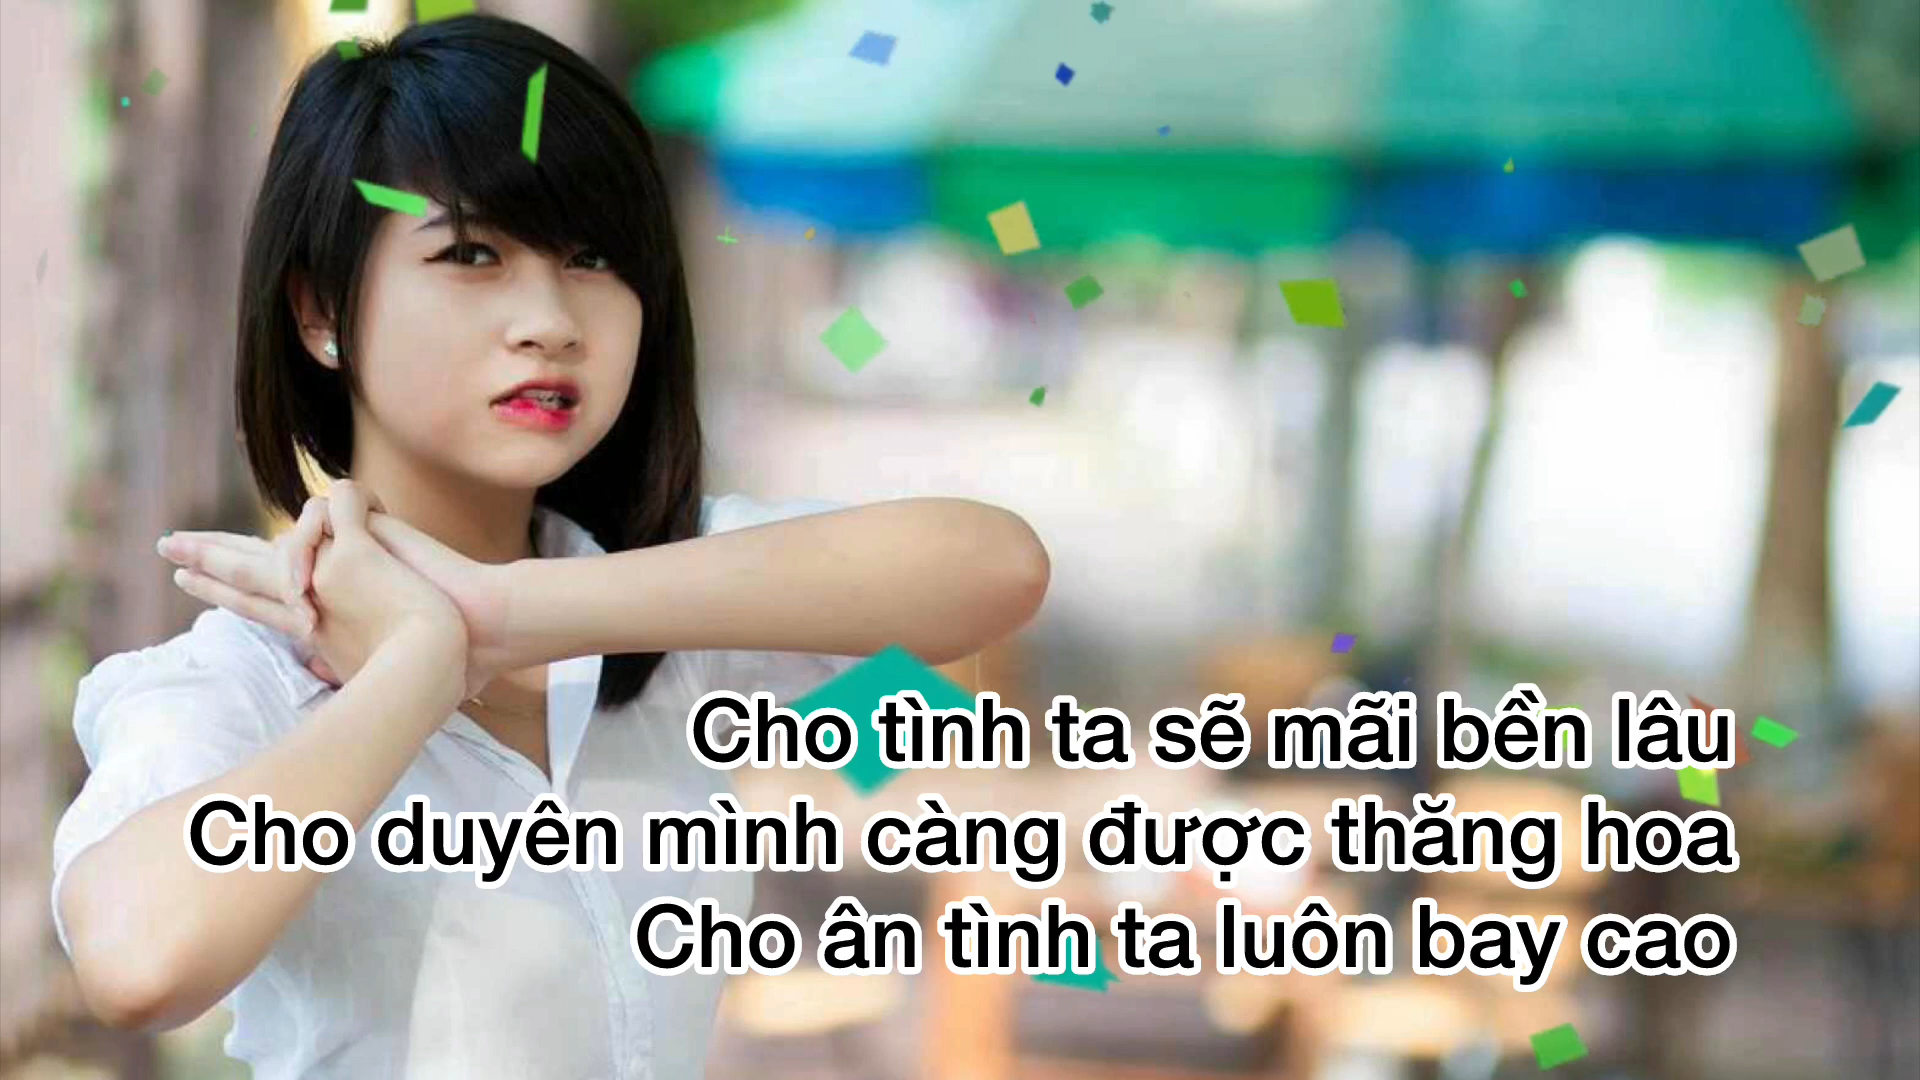 Cho tình ta sẽ mãi bền lâu
Cho duyên mình càng được thăng hoa
Cho ân tình ta luôn bay cao